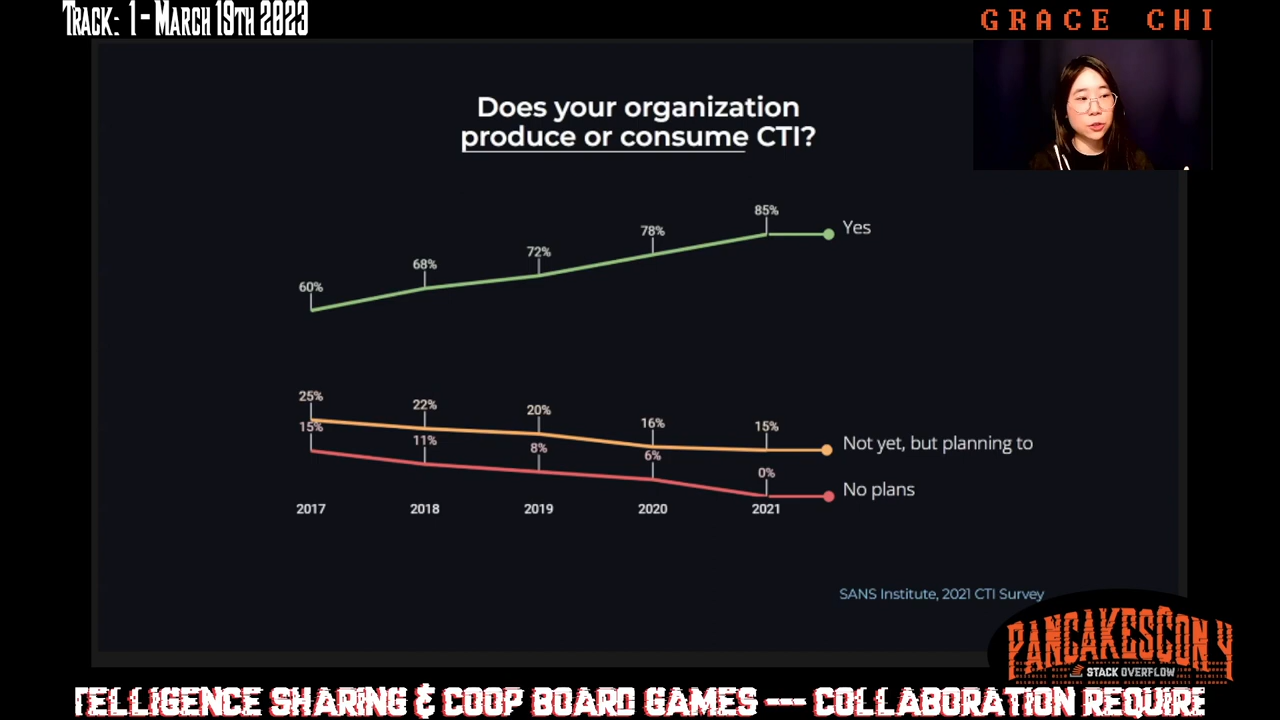 TRACK: 1 - MARCH 19TH 2023
GRACE CHI
Does your organization
produce or consume CTI?
85%
78%
72%
68%
60%
Yes
25%
22%
20%
16%
15%
Not yet, but planning to
15%
11%
8%
6%
0%
No plans
2017 2018 2019 2020 2021
SANS Institute, 2021 CTI Survey
PANCAKESCON 4
STACK OVERFLOW
TELLIGENCE SHARING & COOP BOARD GAMES --- COLLABORATION REQUIRE